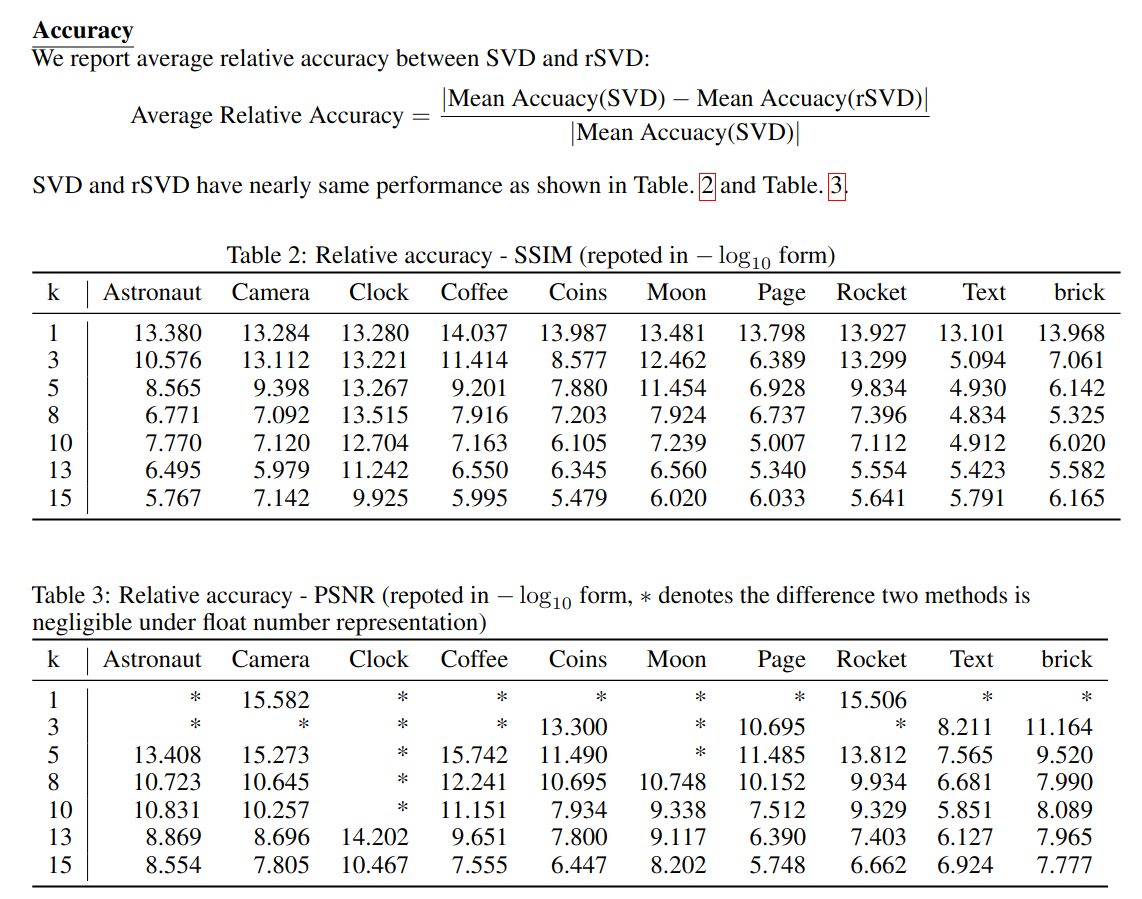 Accuracy
We report average relative accuracy between SVD and rSVD:
Average Relative Accuracy = |Mean Accuacy(SVD) − Mean Accuacy(rSVD)| / |Mean Accuacy(SVD)|
SVD and rSVD have nearly same performance as shown in Table. 2 and Table. 3.
Table 2: Relative accuracy - SSIM (repoted in − log10 form)
k Astronaut Camera Clock Coffee Coins Moon Page Rocket Text brick
1 13.380 13.284 13.280 14.037 13.987 13.481 13.798 13.927 13.101 13.968
3 10.576 13.112 13.221 11.414 8.577 12.462 6.389 13.299 5.094 7.061
5 8.565 9.398 13.267 9.201 7.880 11.454 6.928 9.834 4.930 6.142
8 6.771 7.092 13.515 7.916 7.203 7.924 6.737 7.396 4.834 5.325
10 7.770 7.120 12.704 7.163 6.105 7.239 5.007 7.112 4.912 6.020
13 6.495 5.979 11.242 6.550 6.345 6.560 5.340 5.554 5.423 5.582
15 5.767 7.142 9.925 5.995 5.479 6.020 6.033 5.641 5.791 6.165
Table 3: Relative accuracy - PSNR (repoted in − log10 form, * denotes the difference two methods is
negligible under float number representation)
k Astronaut Camera Clock Coffee Coins Moon Page Rocket Text brick
1 * 15.582 * * * * * 15.506 * *
3 * * * * 13.300 * 10.695 * 8.211 11.164
5 13.408 15.273 * 15.742 11.490 * 11.485 13.812 7.565 9.520
8 10.723 10.645 * 12.241 10.695 10.748 10.152 9.934 6.681 7.990
10 10.831 10.257 * 11.151 7.934 9.338 7.512 9.329 5.851 8.089
13 8.869 8.696 14.202 9.651 7.800 9.117 6.390 7.403 6.127 7.965
15 8.554 7.805 10.467 7.555 6.447 8.202 5.748 6.662 6.924 7.777